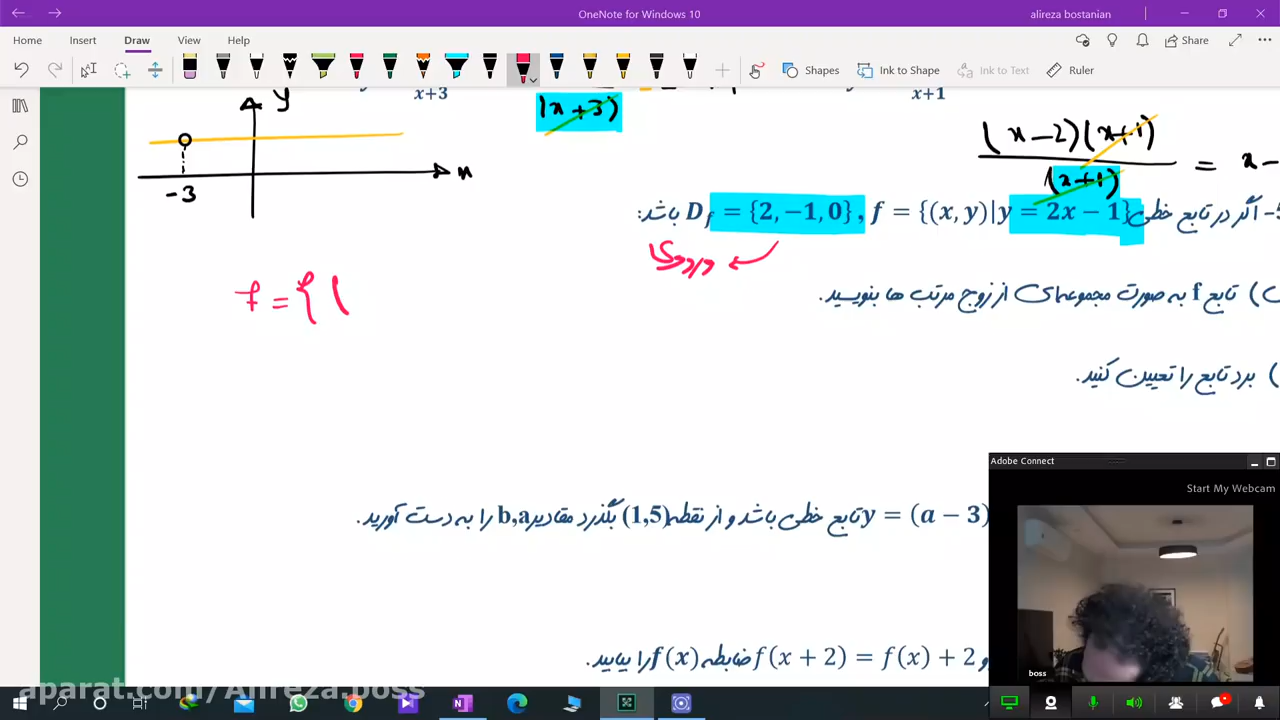 OneNote for Windows 10
alireza bostanian
Home Insert Draw View Help
Share
Shapes Ink to Shape Ink to Text Ruler
x+3
(x+3)
x+1
y
x
-3
(x-2)(x+1)
(x+1)
= x-
اگر در تابع خطی f = {(x, y)|y = 2x − 1} , D_f = {2, −1, 0} باشد:
ورودی
f = { (
) تابع f به صورت مجموعه‌ای از زوج مرتب ها بنویسید.
) برد تابع را تعیین کنید.
y = (a − 3) تابع خطی باشد و از نقطه (1,5) بگذرد مقادیر b,a را به دست آورید.
و f(x + 2) = f(x) + 2 ضابطه f(x) را بیابید.
Adobe Connect
Start My Webcam
boss
aparat.com/Alireza.boss